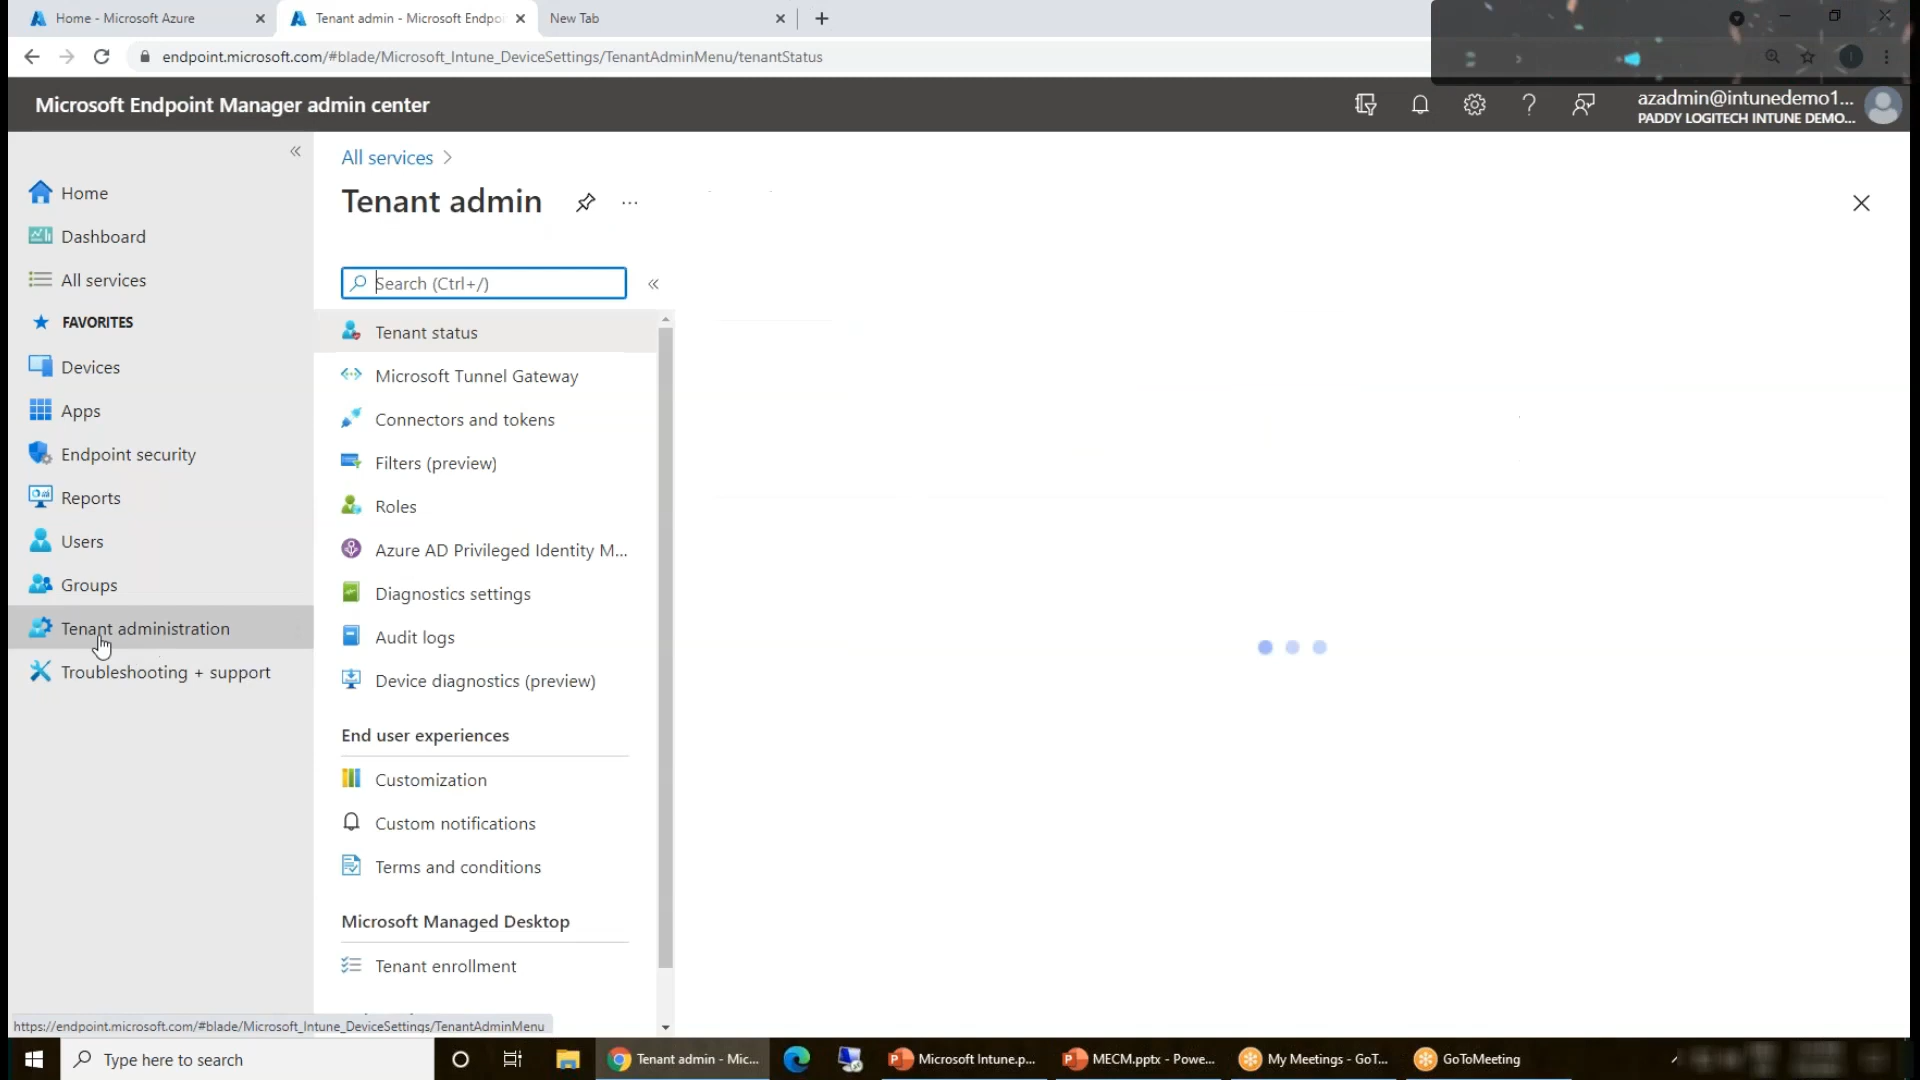 Home - Microsoft Azure
Tenant admin - Microsoft Endpo
New Tab
endpoint.microsoft.com/#blade/Microsoft_Intune_DeviceSettings/TenantAdminMenu/tenantStatus
Microsoft Endpoint Manager admin center
azadmin@intunedemo1...
PADDY LOGITECH INTUNE DEMO...
All services
Tenant admin
Search (Ctrl+/)
Home
Dashboard
All services
FAVORITES
Devices
Apps
Endpoint security
Reports
Users
Groups
Tenant administration
Troubleshooting + support
Tenant status
Microsoft Tunnel Gateway
Connectors and tokens
Filters (preview)
Roles
Azure AD Privileged Identity M...
Diagnostics settings
Audit logs
Device diagnostics (preview)
End user experiences
Customization
Custom notifications
Terms and conditions
Microsoft Managed Desktop
Tenant enrollment
https://endpoint.microsoft.com/#blade/Microsoft_Intune_DeviceSettings/TenantAdminMenu
Type here to search
Tenant admin - Mic...
Microsoft Intune.p...
MECM.pptx - Powe...
My Meetings - GoT...
GoToMeeting